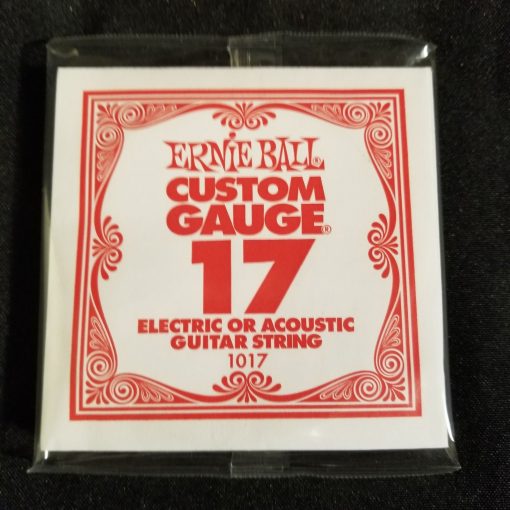 ERNIE BALL®
CUSTOM
GAUGE®
17
ELECTRIC OR ACOUSTIC
GUITAR STRING
1017